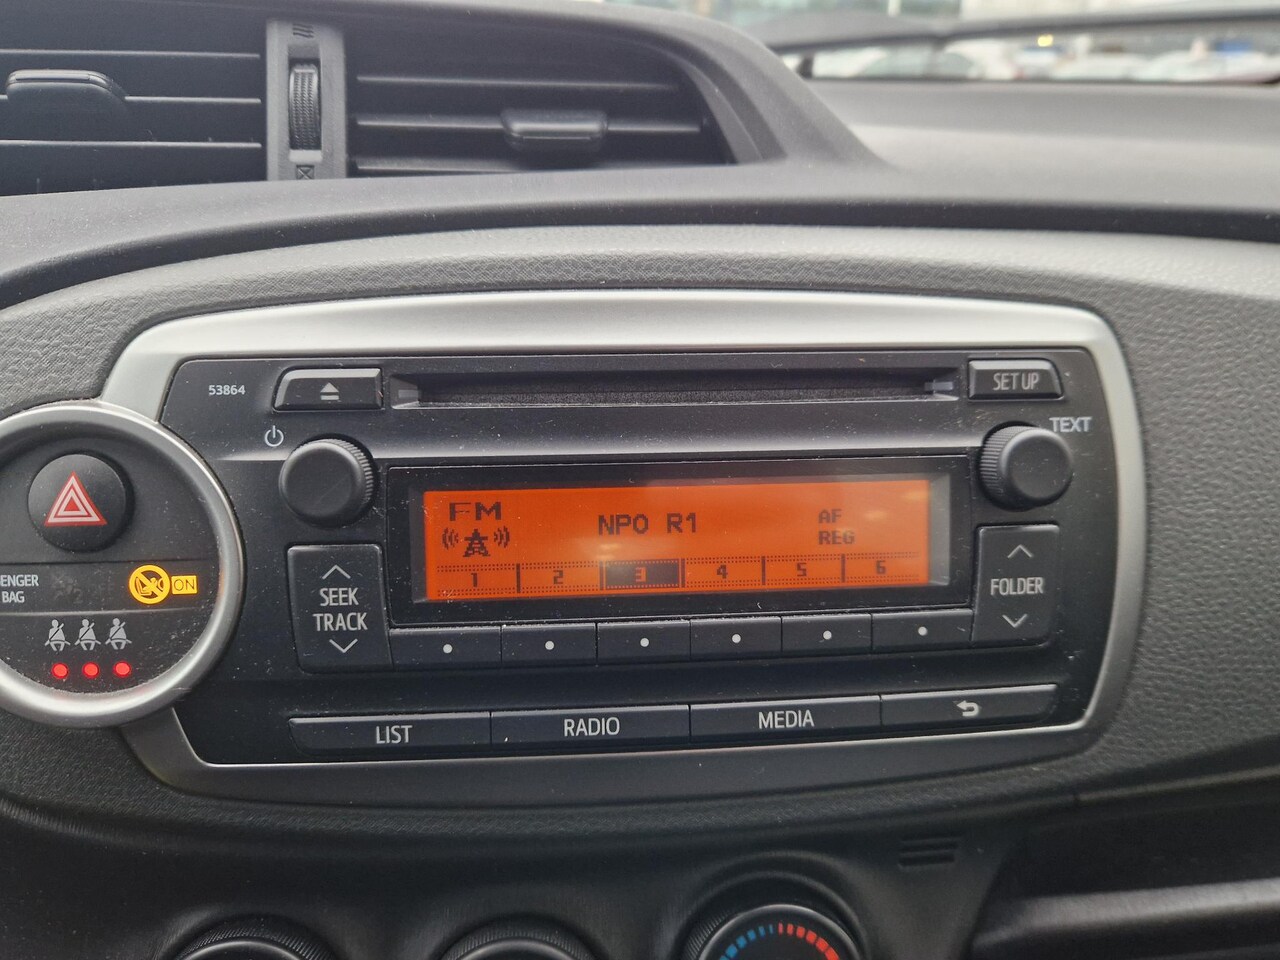 53864
SET UP
TEXT
FM
NPO R1
AF
REG
1 2 3 4 5 6
SEEK
TRACK
FOLDER
ENGER
BAG
ON
LIST
RADIO
MEDIA